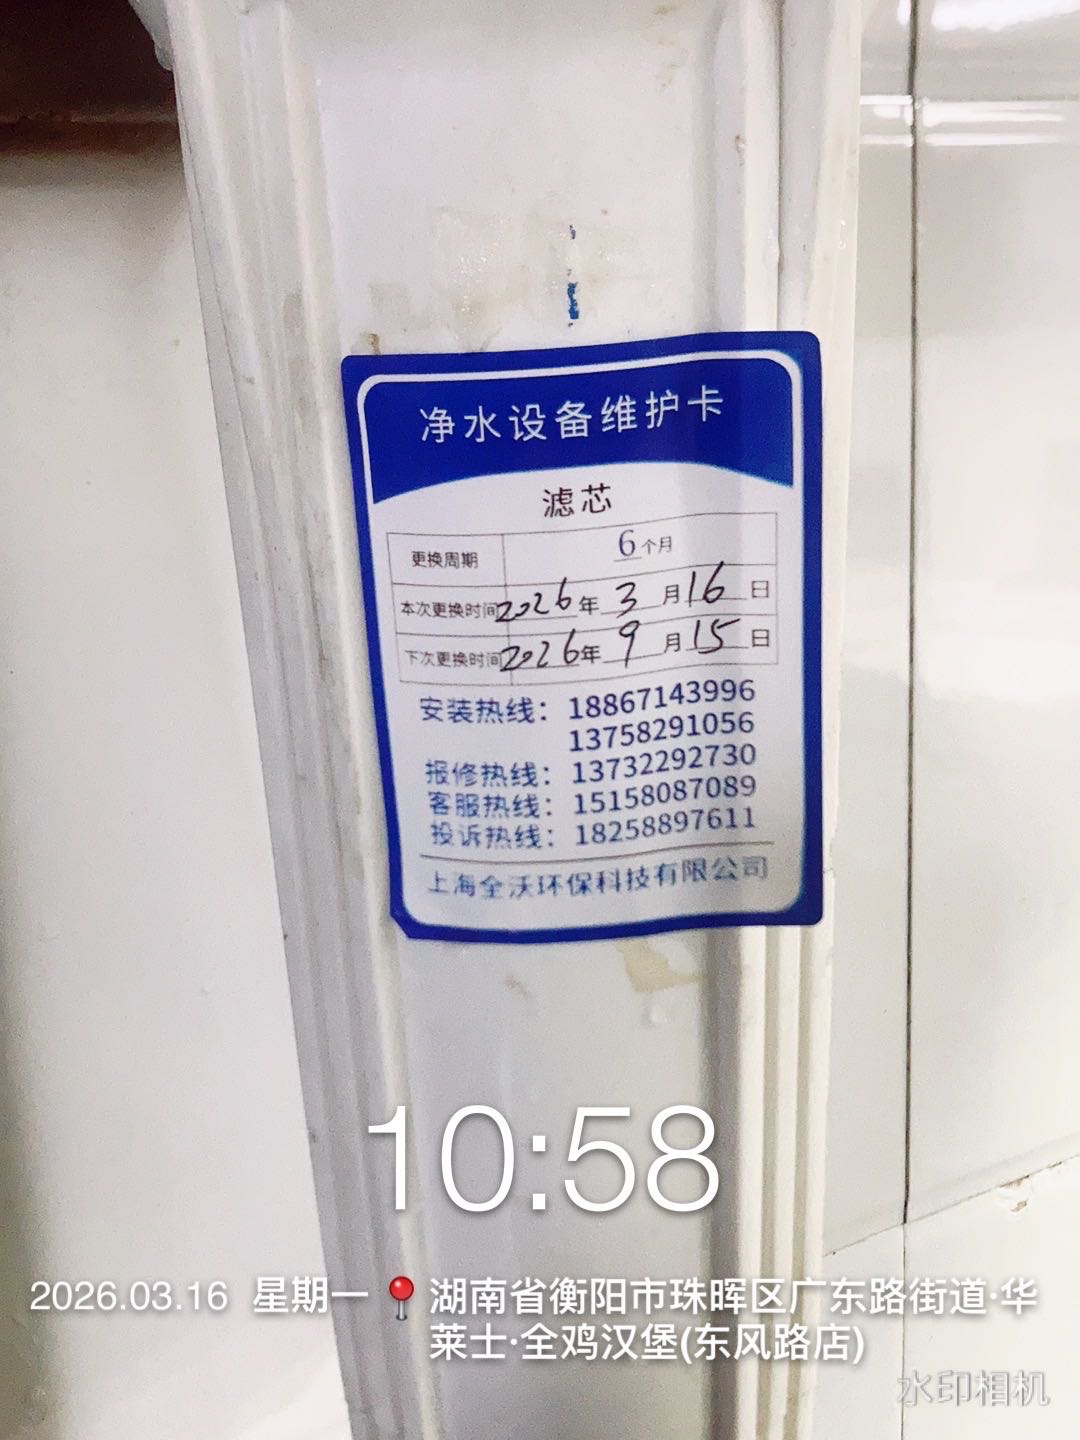 净水设备维护卡
滤芯
更换周期 6个月
本次更换时间 2026年3月16日
下次更换时间 2026年9月15日
安装热线：18867143996
13758291056
报修热线：13732292730
客服热线：15158087089
投诉热线：18258897611
上海全沃环保科技有限公司
10:58
2026.03.16 星期一 湖南省衡阳市珠晖区广东路街道·华
莱士·全鸡汉堡(东风路店)
水印相机